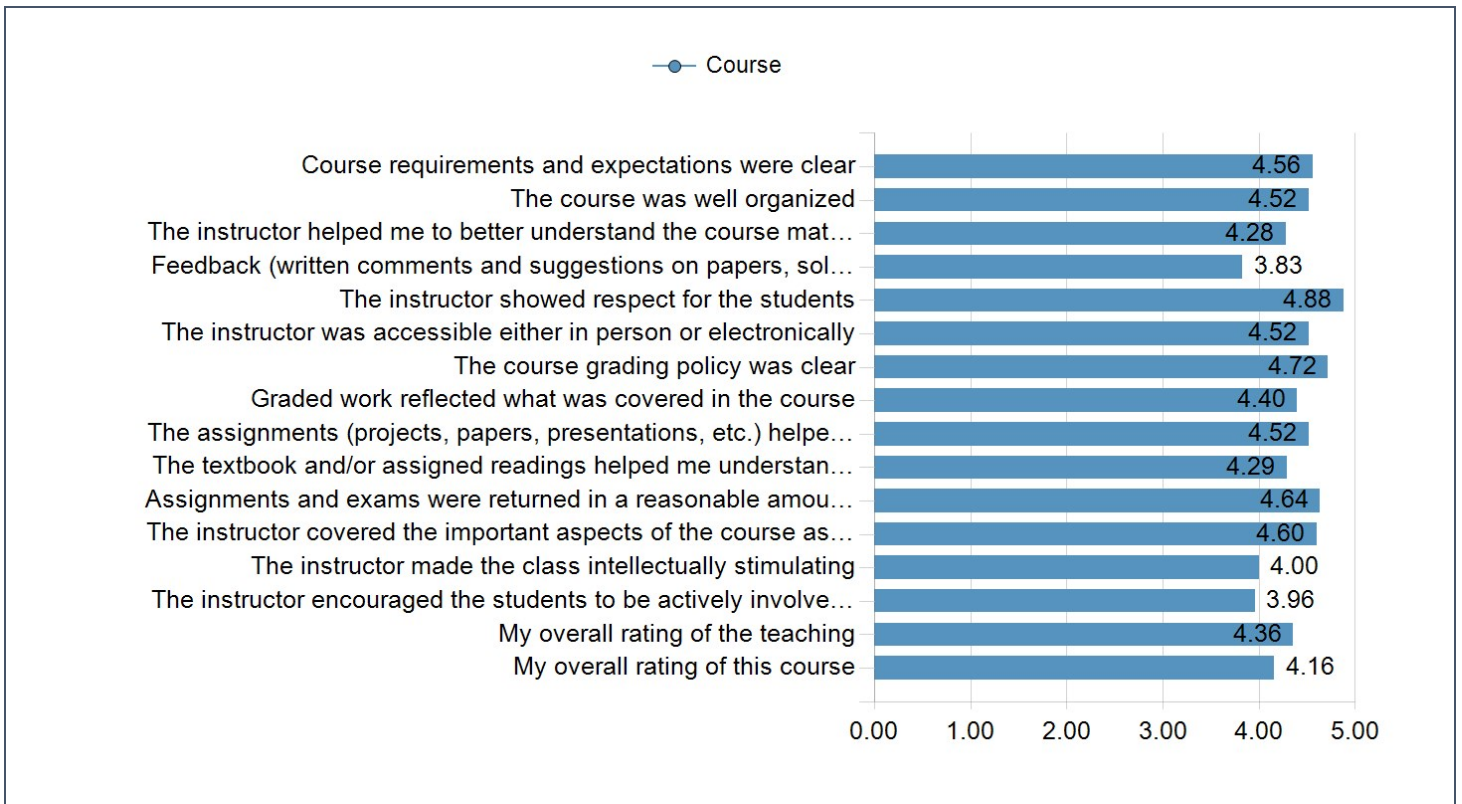 Course
Course requirements and expectations were clear 4.56
The course was well organized 4.52
The instructor helped me to better understand the course mat… 4.28
Feedback (written comments and suggestions on papers, sol… 3.83
The instructor showed respect for the students 4.88
The instructor was accessible either in person or electronically 4.52
The course grading policy was clear 4.72
Graded work reflected what was covered in the course 4.40
The assignments (projects, papers, presentations, etc.) helpe… 4.52
The textbook and/or assigned readings helped me understan… 4.29
Assignments and exams were returned in a reasonable amou… 4.64
The instructor covered the important aspects of the course as… 4.60
The instructor made the class intellectually stimulating 4.00
The instructor encouraged the students to be actively involve… 3.96
My overall rating of the teaching 4.36
My overall rating of this course 4.16
0.00 1.00 2.00 3.00 4.00 5.00